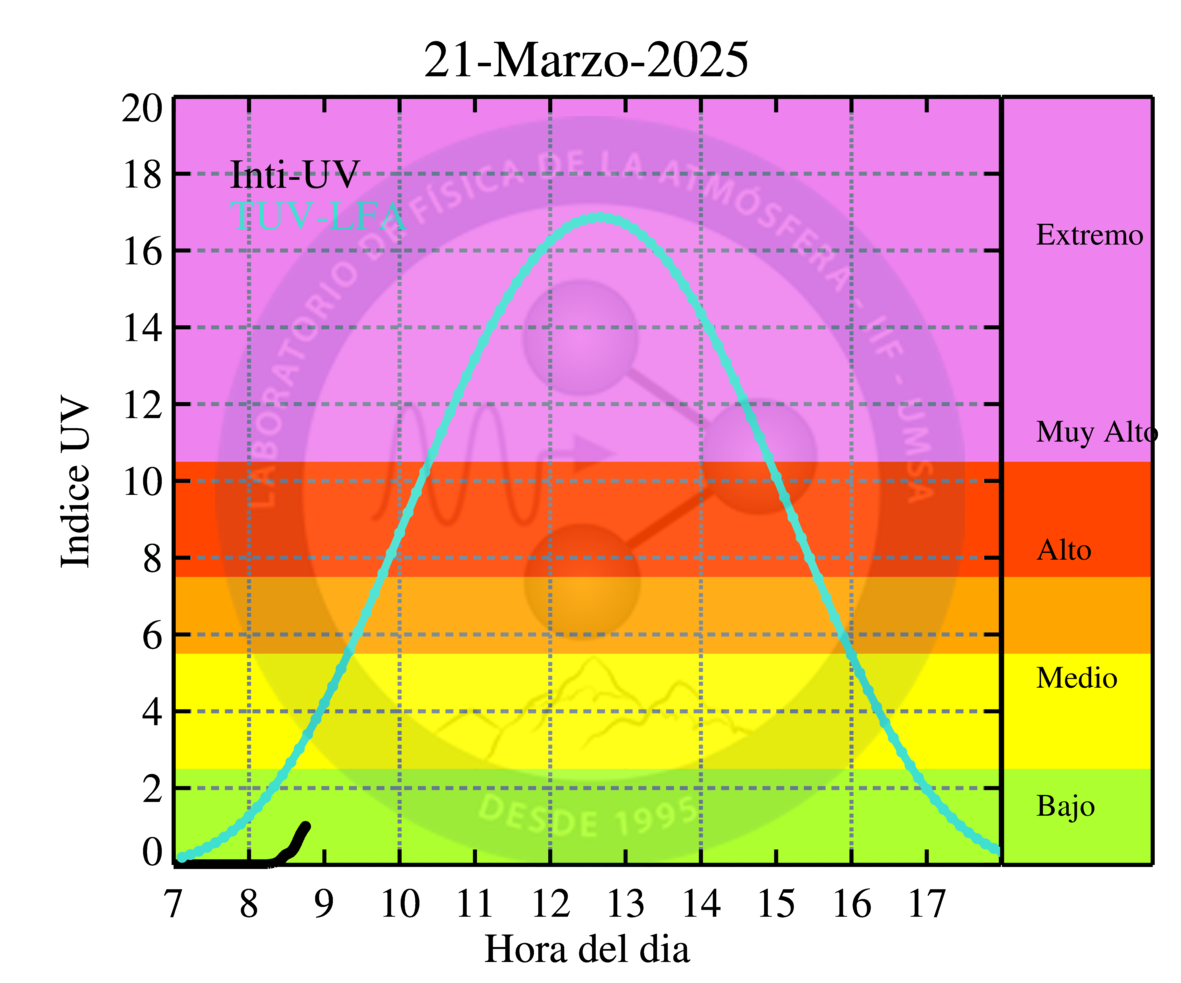 21-Marzo-2025
Inti-UV
TUV-LFA
LABORATORIO DE FÍSICA DE LA ATMÓSFERA - IIF - UMSA
DESDE 1995
Indice UV
20
18
16
14
12
10
8
6
4
2
0
Extremo
Muy Alto
Alto
Medio
Bajo
7 8 9 10 11 12 13 14 15 16 17
Hora del dia